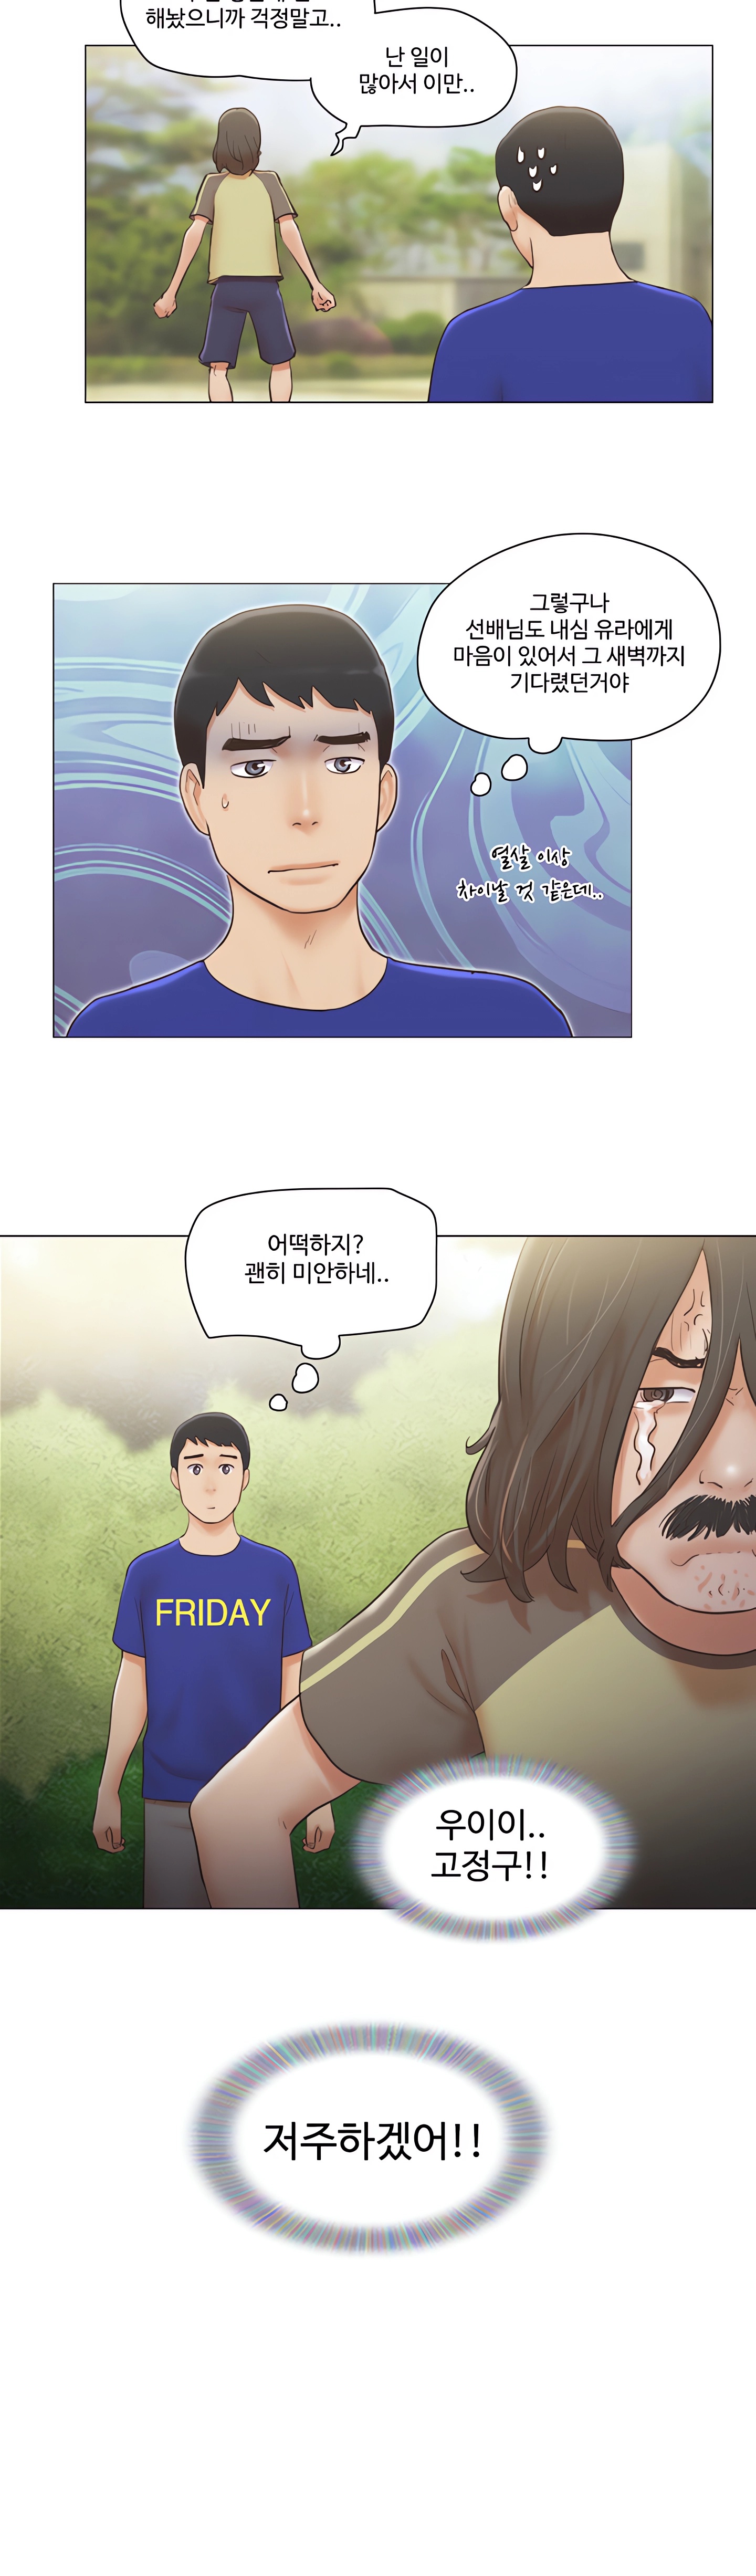 해놨으니까 걱정말고..
난 일이
많아서 이만..
그렇구나
선배님도 내심 유라에게
마음이 있어서 그 새벽까지
기다렸던거야
열살 이상
차이날 것 같은데..
어떡하지?
괜히 미안하네..
FRIDAY
우이이..
고정구!!
저주하겠어!!